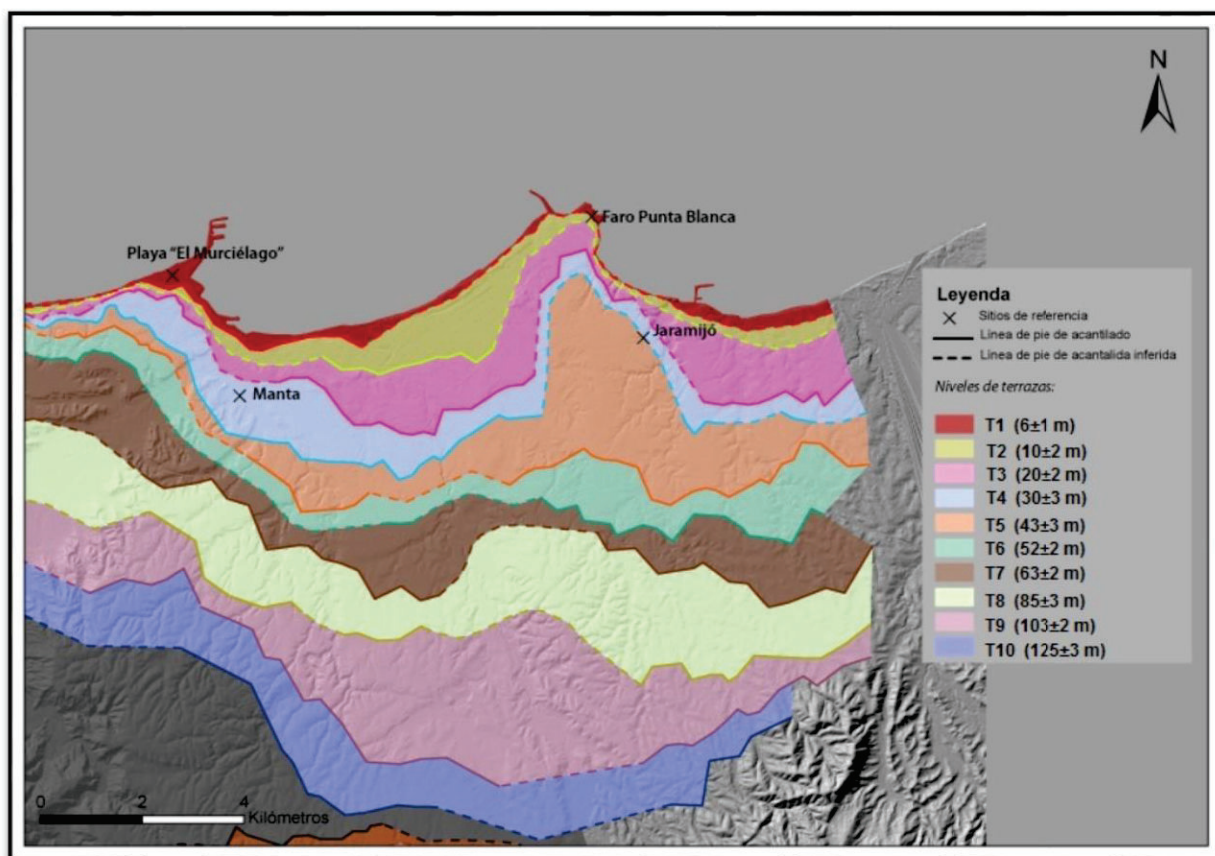 N
Faro Punta Blanca
Playa "El Murciélago"
Jaramijó
Manta
Leyenda
Sitios de referencia
Linea de pie de acantilado
Linea de pie de acantalida inferida
Niveles de terrazas:
T1 (6±1 m)
T2 (10±2 m)
T3 (20±2 m)
T4 (30±3 m)
T5 (43±3 m)
T6 (52±2 m)
T7 (63±2 m)
T8 (85±3 m)
T9 (103±2 m)
T10 (125±3 m)
0 2 4
Kilómetros